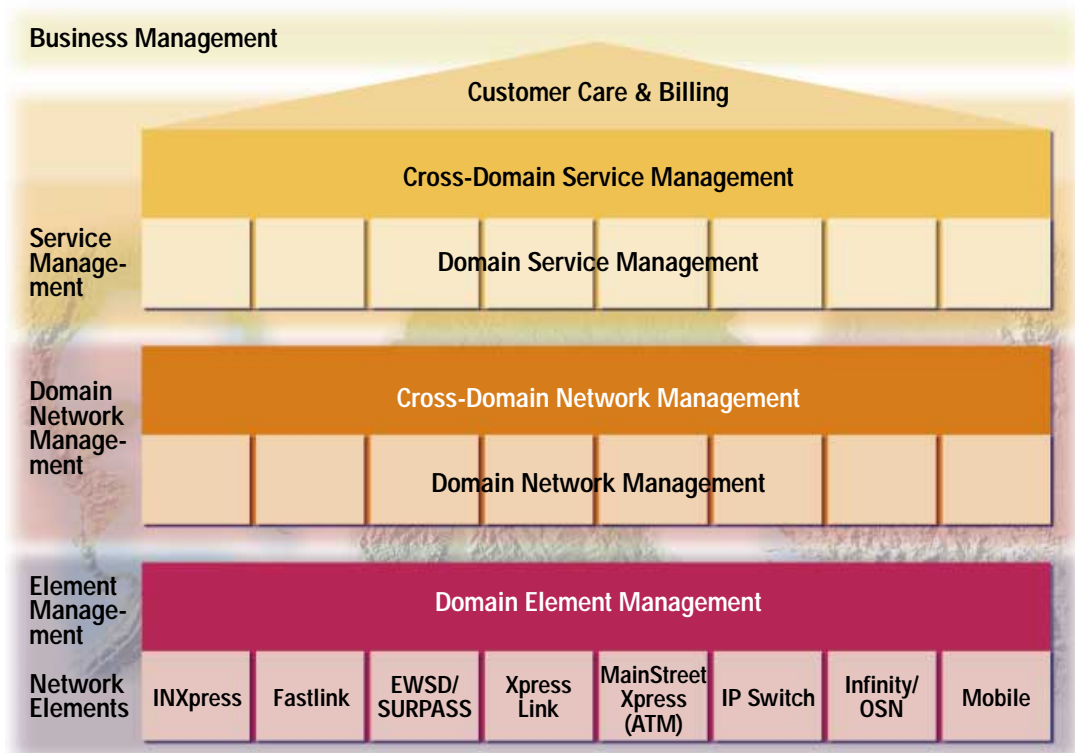 Business Management
Customer Care & Billing
Cross-Domain Service Management
Service
Manage-
ment
Domain Service Management
Domain
Network
Manage-
ment
Cross-Domain Network Management
Domain Network Management
Element
Manage-
ment
Domain Element Management
Network
Elements
INXpress
Fastlink
EWSD/
SURPASS
Xpress
Link
MainStreet
Xpress
(ATM)
IP Switch
Infinity/
OSN
Mobile